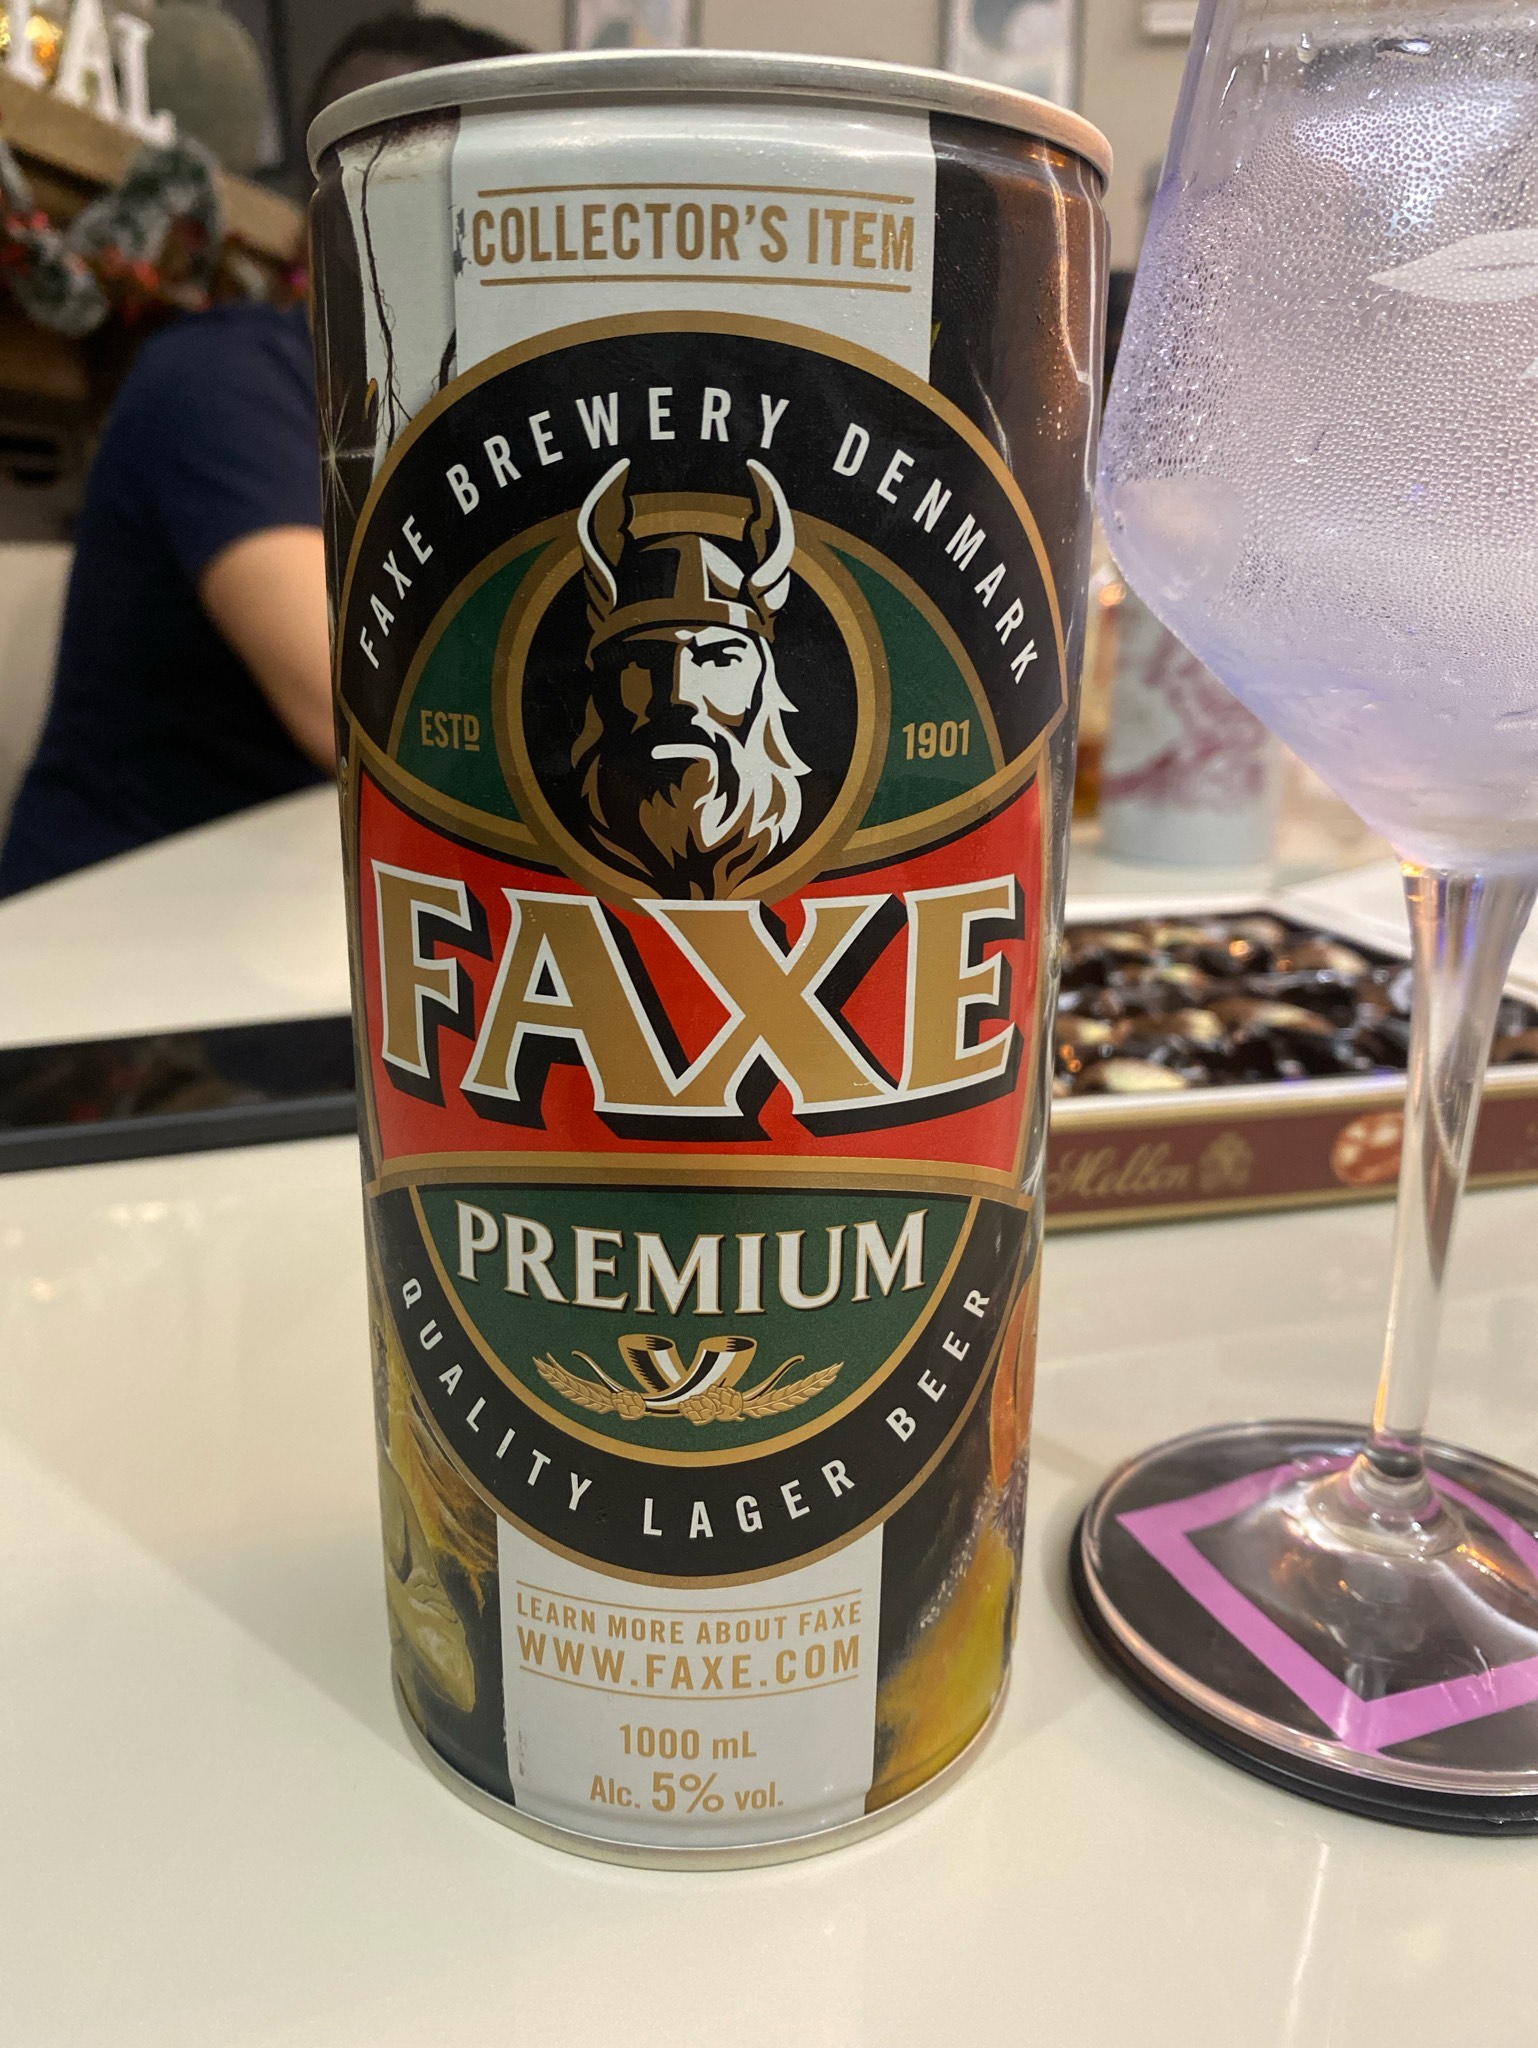 COLLECTOR'S ITEM
FAXE BREWERY DENMARK
ESTD 1901
FAXE
PREMIUM
QUALITY LAGER BEER
LEARN MORE ABOUT FAXE
WWW.FAXE.COM
1000 mL
Alc. 5% vol.